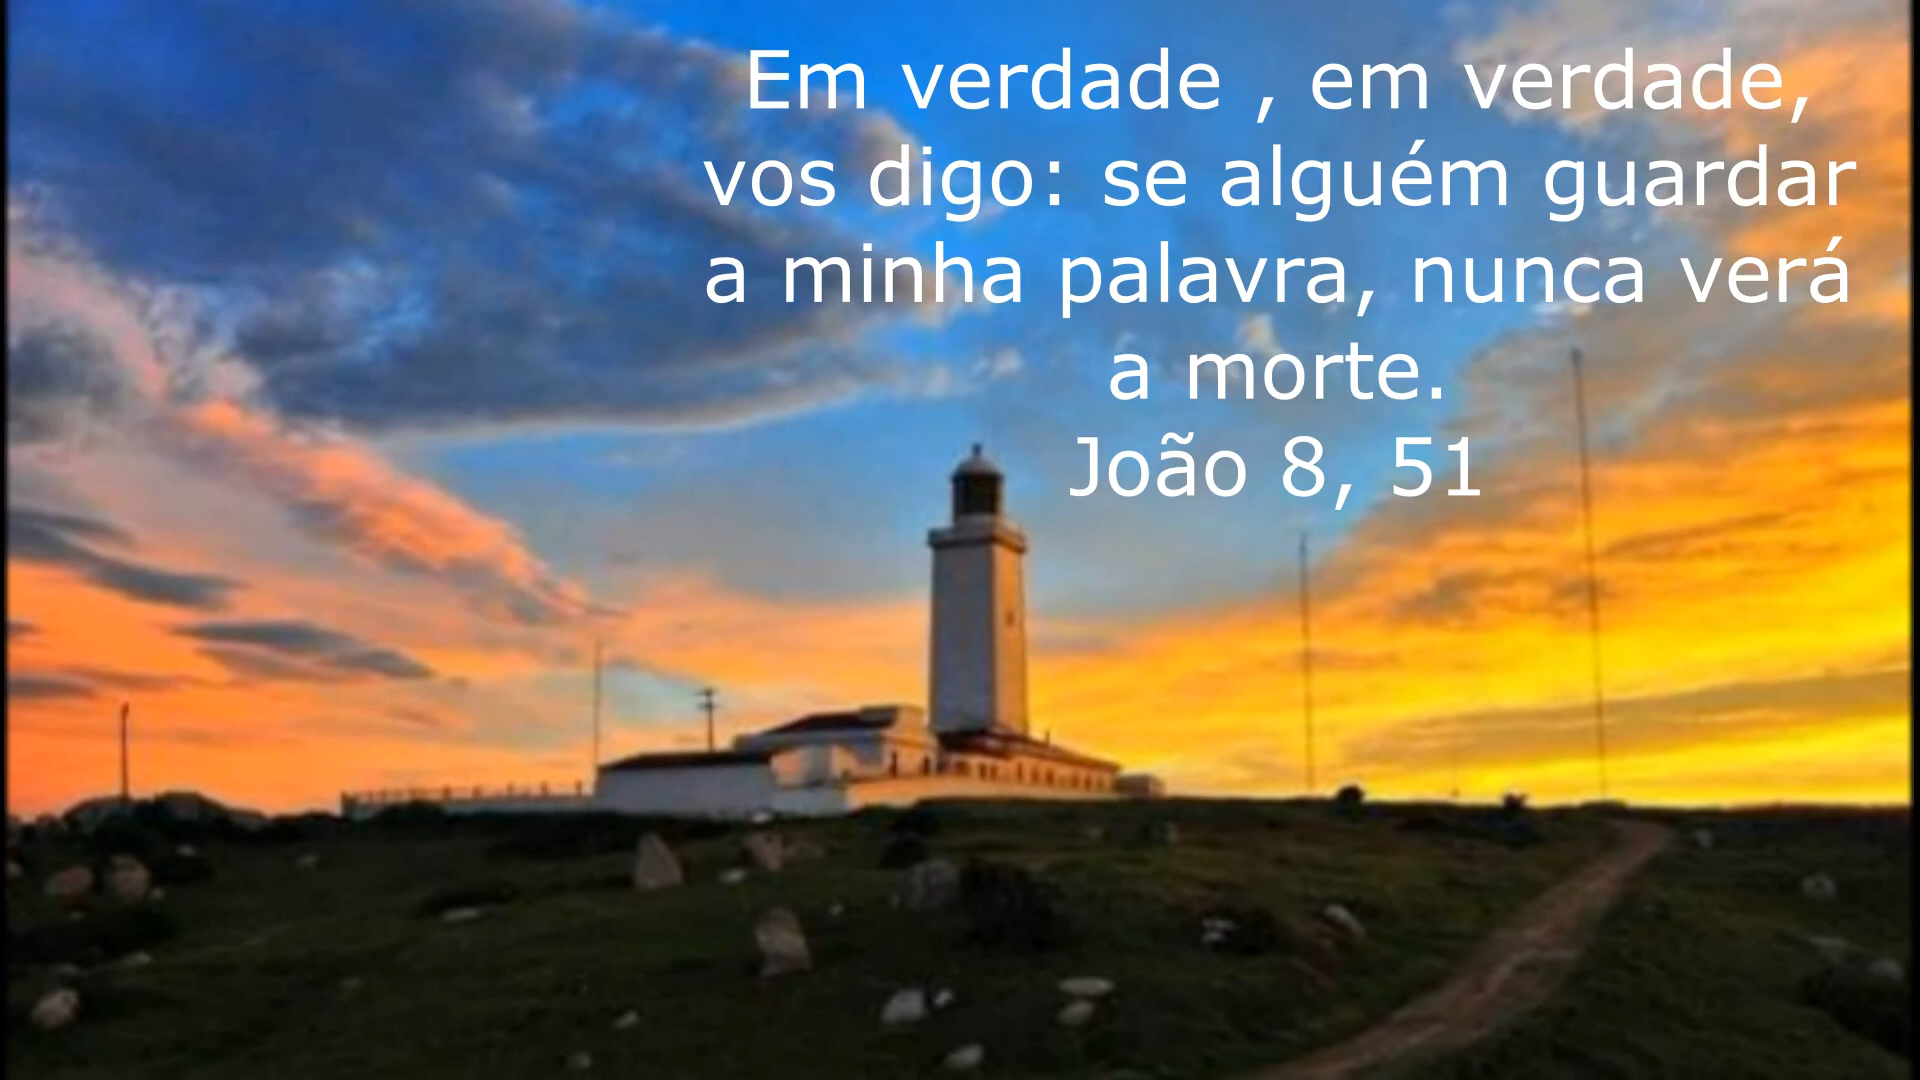 Em verdade , em verdade,
vos digo: se alguém guardar
a minha palavra, nunca verá
a morte.
João 8, 51